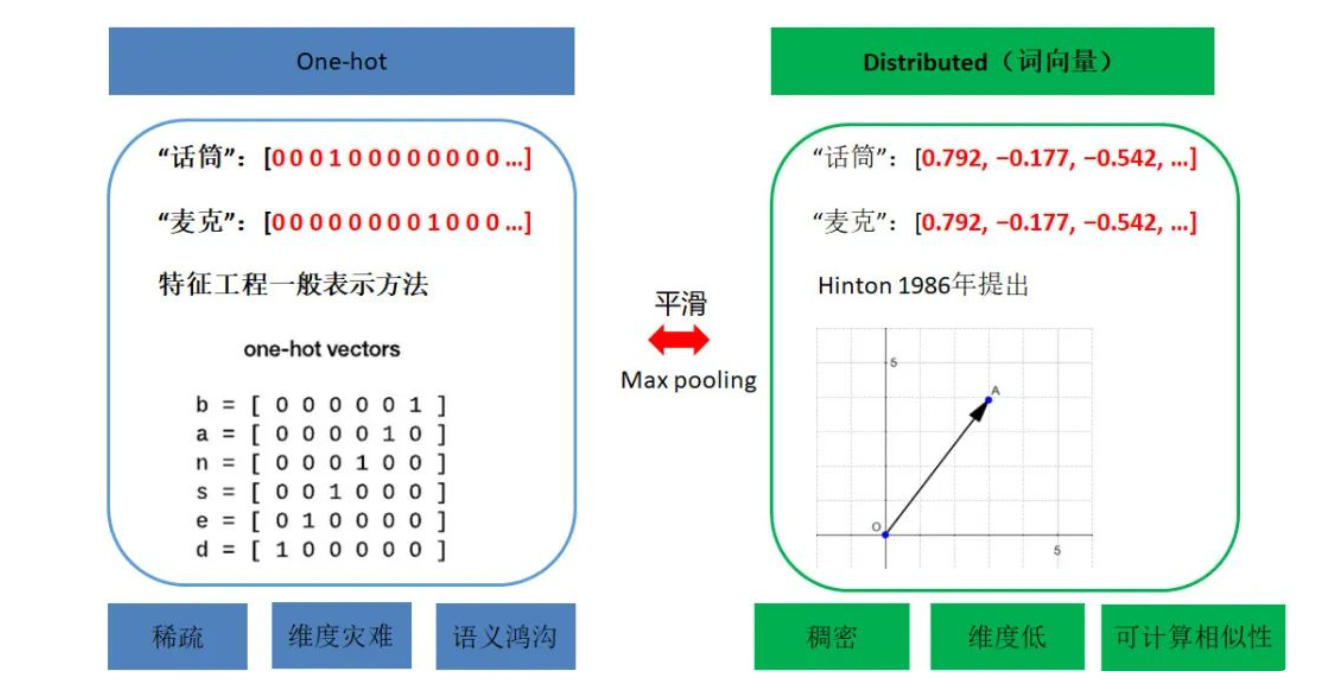 One-hot
“话筒”：[0 0 0 1 0 0 0 0 0 0 0 0 ...]
“麦克”：[0 0 0 0 0 0 0 0 1 0 0 0 ...]
特征工程一般表示方法
one-hot vectors
b = [ 0 0 0 0 0 1 ]
a = [ 0 0 0 0 1 0 ]
n = [ 0 0 0 1 0 0 ]
s = [ 0 0 1 0 0 0 ]
e = [ 0 1 0 0 0 0 ]
d = [ 1 0 0 0 0 0 ]
稀疏
维度灾难
语义鸿沟
平滑
Max pooling
Distributed（词向量）
“话筒”：[0.792, −0.177, −0.542, ...]
“麦克”：[0.792, −0.177, −0.542, ...]
Hinton 1986年提出
5
A
O
5
稠密
维度低
可计算相似性